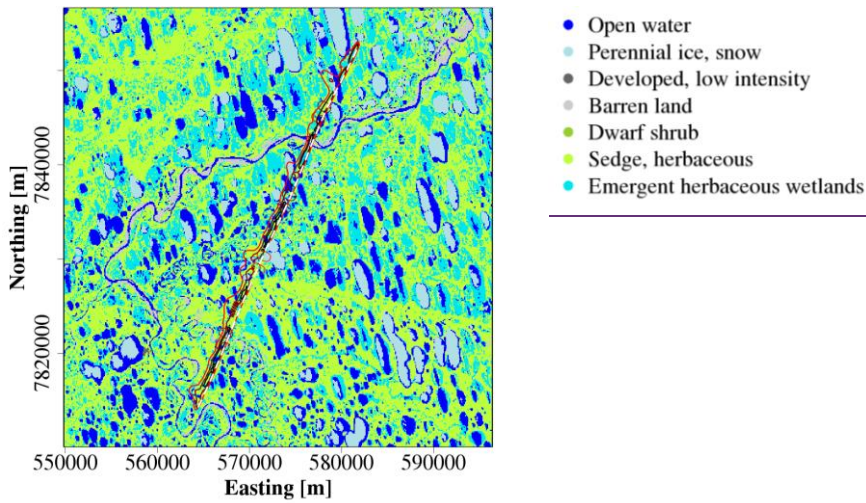 Open water
Perennial ice, snow
Developed, low intensity
Barren land
Dwarf shrub
Sedge, herbaceous
Emergent herbaceous wetlands
Northing [m]
7840000
7820000
550000 560000 570000 580000 590000
Easting [m]